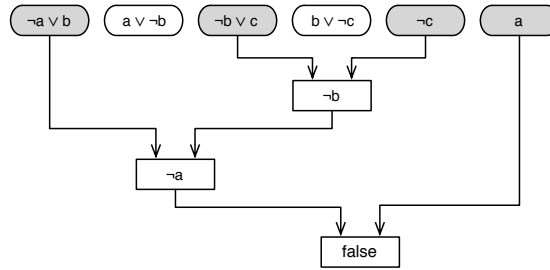 ¬a ∨ b
a ∨ ¬b
¬b ∨ c
b ∨ ¬c
¬c
a
¬b
¬a
false